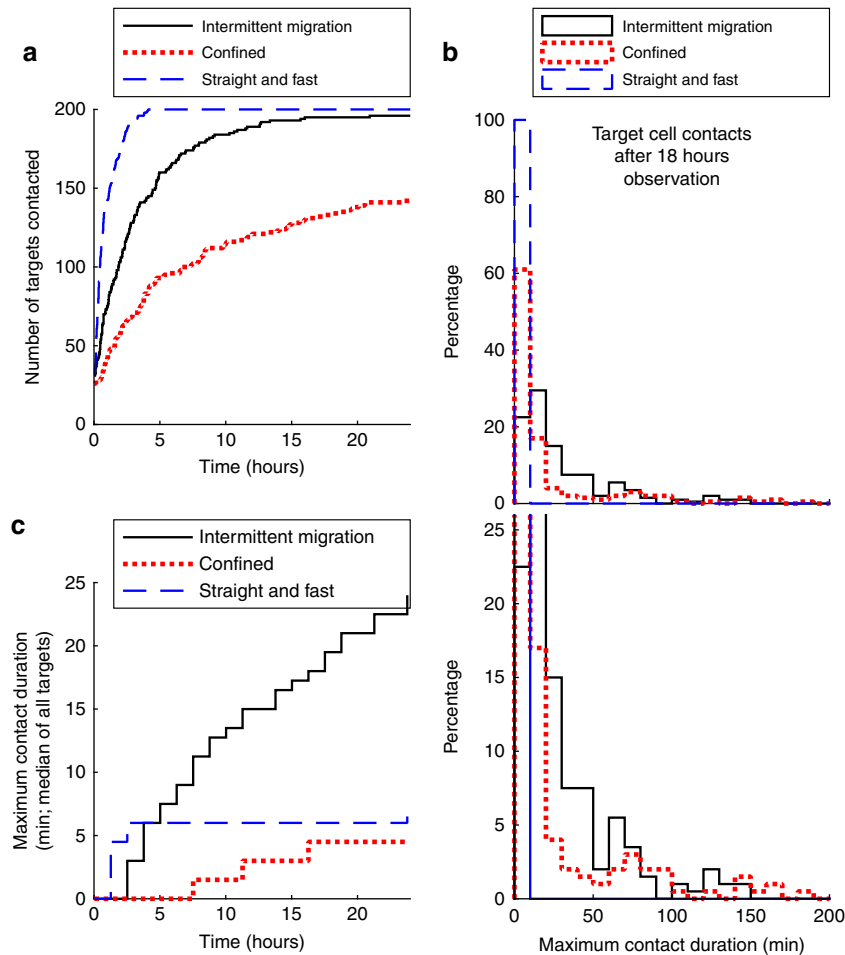 a
Intermittent migration
Confined
Straight and fast
200
150
100
50
0
Number of targets contacted
0 5 10 15 20
Time (hours)
b
Intermittent migration
Confined
Straight and fast
Target cell contacts
after 18 hours
observation
100
80
60
40
20
0
Percentage
25
20
15
10
5
0
Percentage
0 50 100 150 200
Maximum contact duration (min)
c
Intermittent migration
Confined
Straight and fast
25
20
15
10
5
0
Maximum contact duration
(min; median of all targets)
0 5 10 15 20
Time (hours)